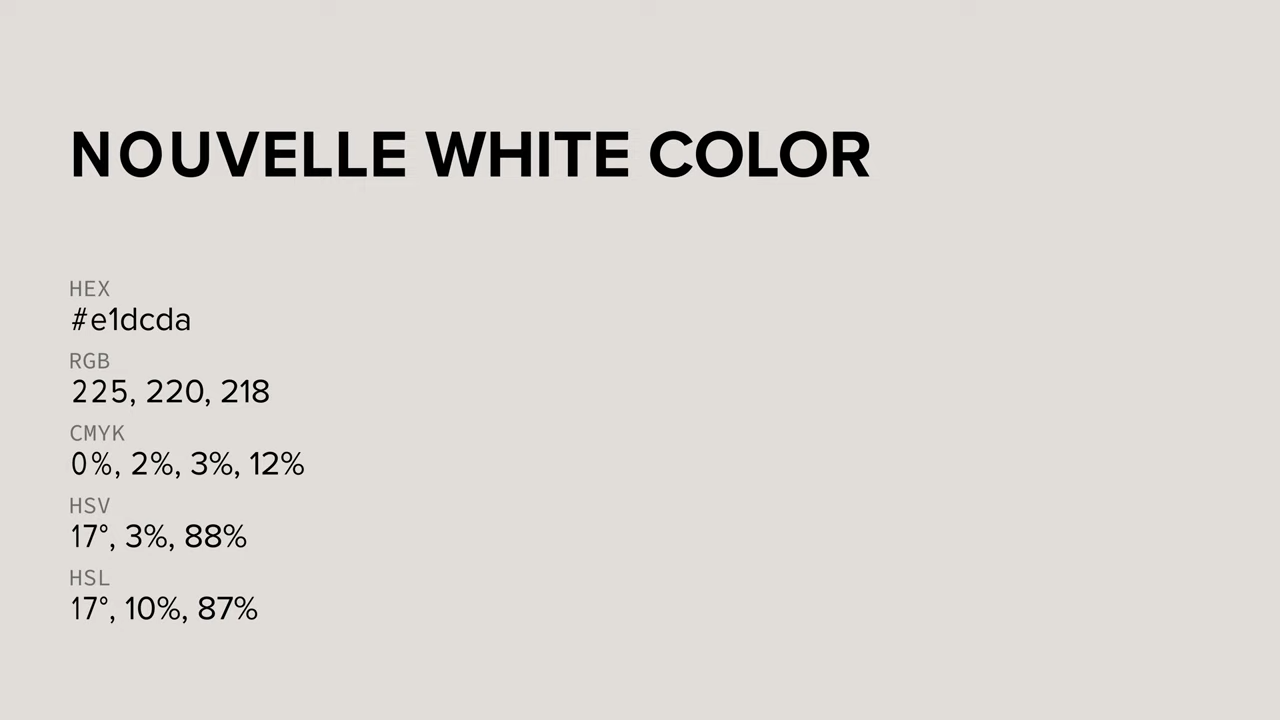 NOUVELLE WHITE COLOR
HEX
#e1dcda
RGB
225, 220, 218
CMYK
0%, 2%, 3%, 12%
HSV
17°, 3%, 88%
HSL
17°, 10%, 87%